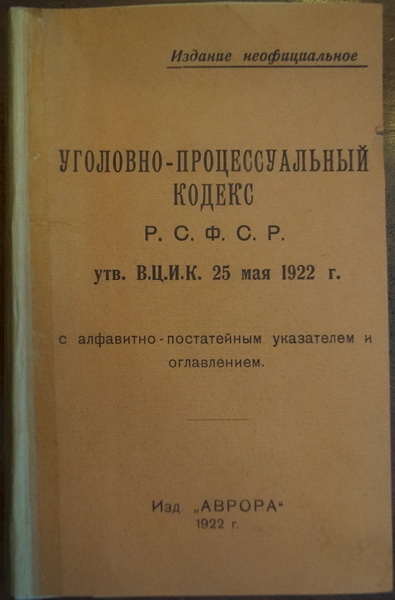 Издание неофициальное
УГОЛОВНО-ПРОЦЕССУАЛЬНЫЙ
КОДЕКС
Р. С. Ф. С. Р.
утв. В.Ц.И.К. 25 мая 1922 г.
с алфавитно-постатейным указателем и
оглавлением.
Изд. „АВРОРА“
1922 г.